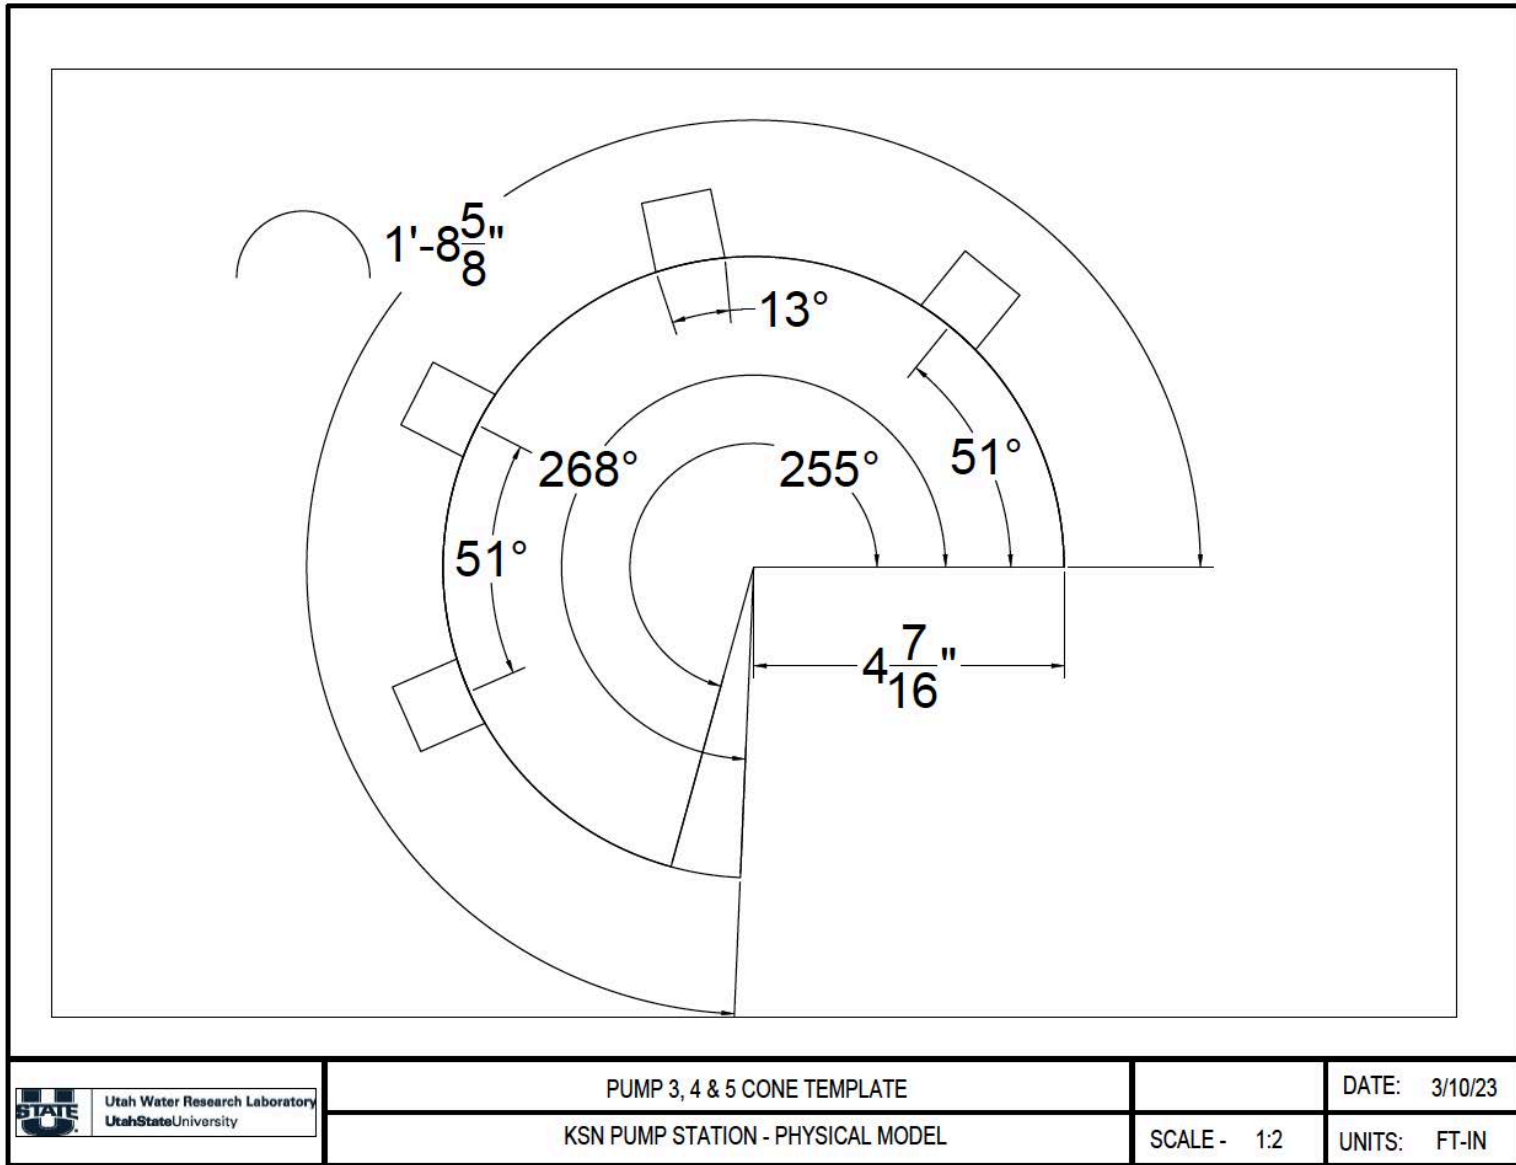 1'-8 5/8"
13°
268°
255°
51°
51°
4 7/16"
STATE
Utah Water Research Laboratory
UtahStateUniversity
PUMP 3, 4 & 5 CONE TEMPLATE
KSN PUMP STATION - PHYSICAL MODEL
SCALE - 1:2
DATE: 3/10/23
UNITS: FT-IN